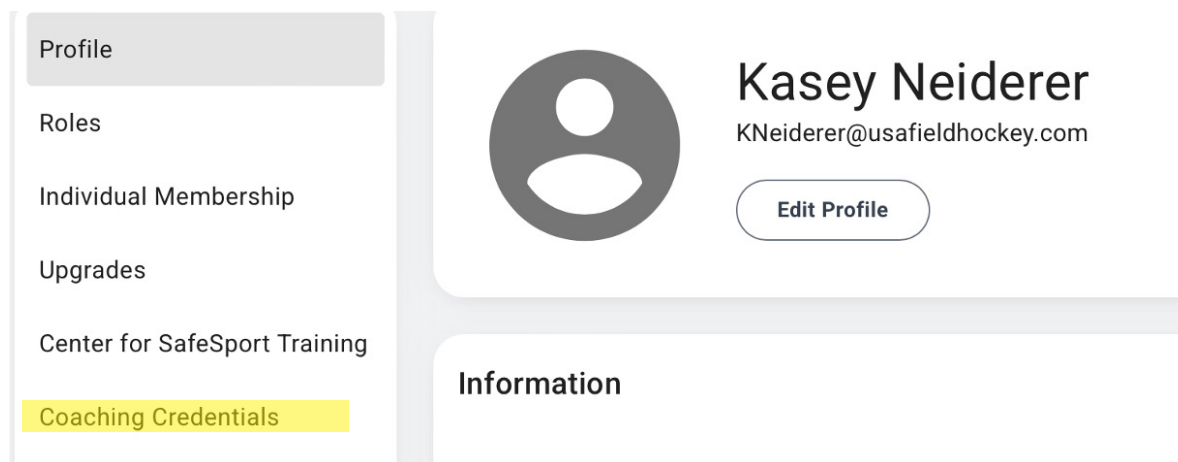 Profile
Roles
Individual Membership
Upgrades
Center for SafeSport Training
Coaching Credentials
Kasey Neiderer
KNeiderer@usafieldhockey.com
Edit Profile
Information